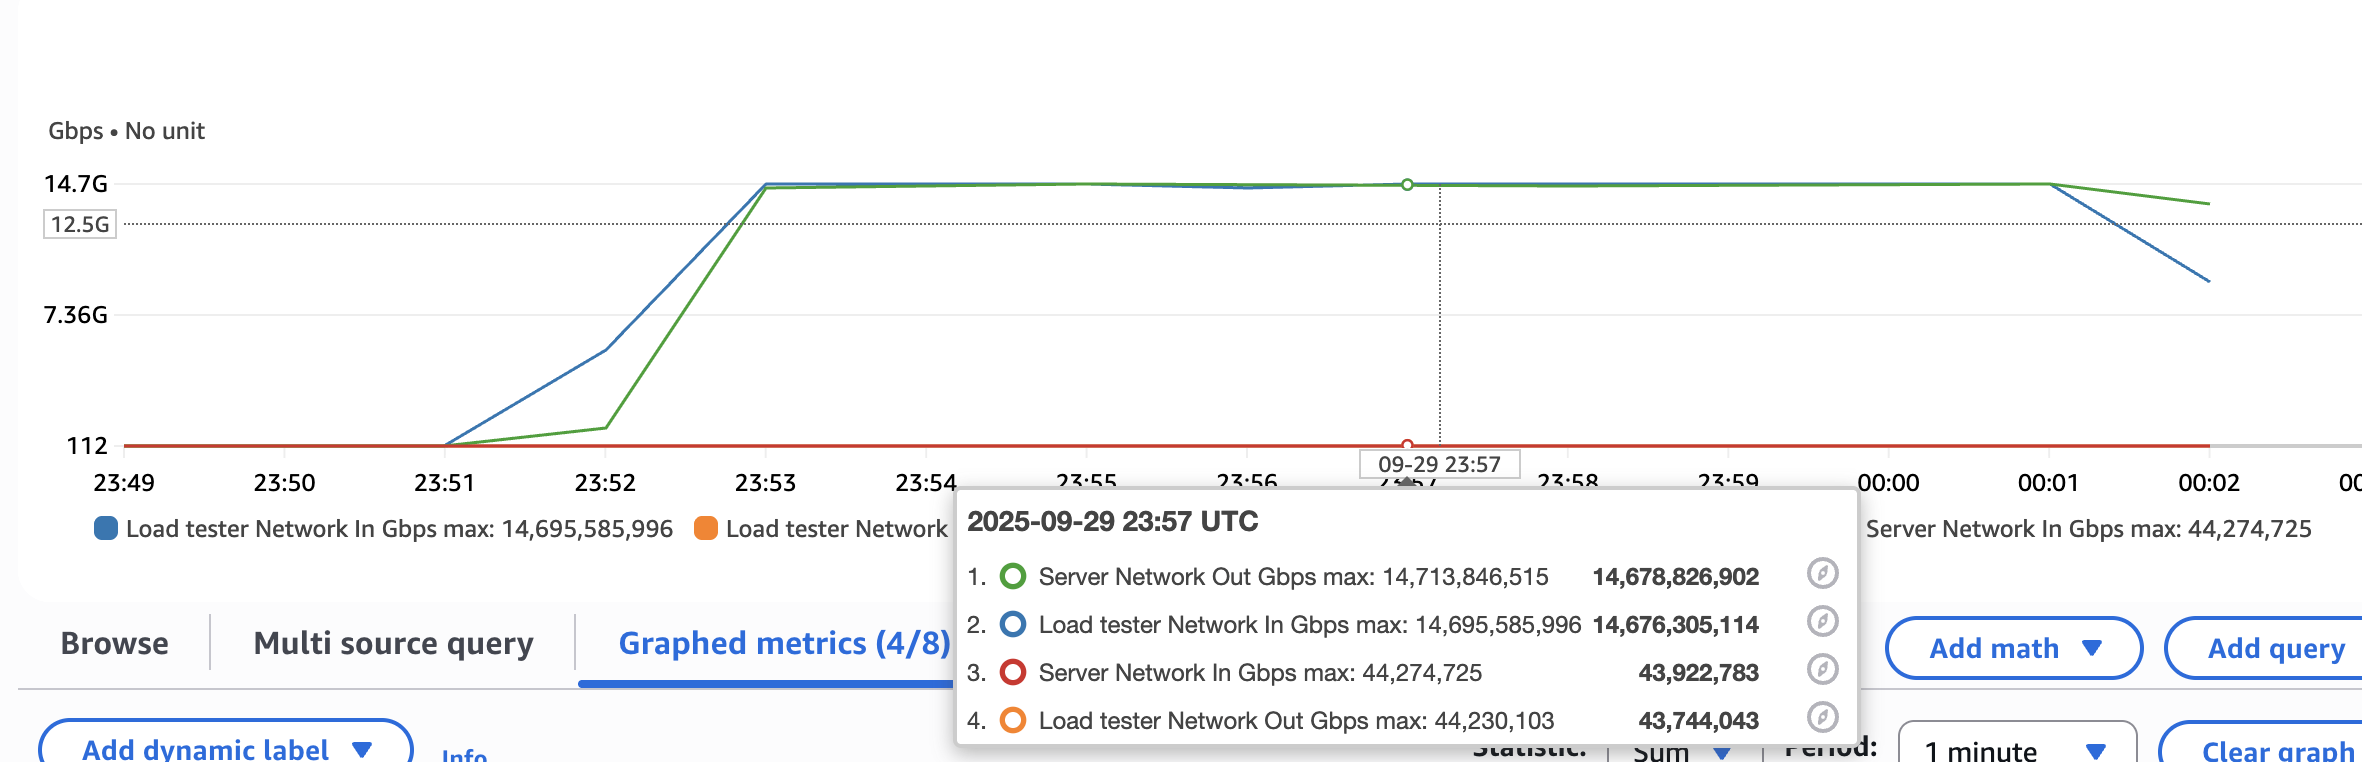 Gbps • No unit
14.7G
12.5G
7.36G
112
23:49 23:50 23:51 23:52 23:53 23:54 23:55 23:56 23:57 23:58 23:59 00:00 00:01 00:02 00
09-29 23:57
Load tester Network In Gbps max: 14,695,585,996 Load tester Network Server Network In Gbps max: 44,274,725
2025-09-29 23:57 UTC
1. Server Network Out Gbps max: 14,713,846,515 14,678,826,902
2. Load tester Network In Gbps max: 14,695,585,996 14,676,305,114
3. Server Network In Gbps max: 44,274,725 43,922,783
4. Load tester Network Out Gbps max: 44,230,103 43,744,043
Browse Multi source query Graphed metrics (4/8) Add math Add query
Add dynamic label Info Statistic: Sum Period: 1 minute Clear graph